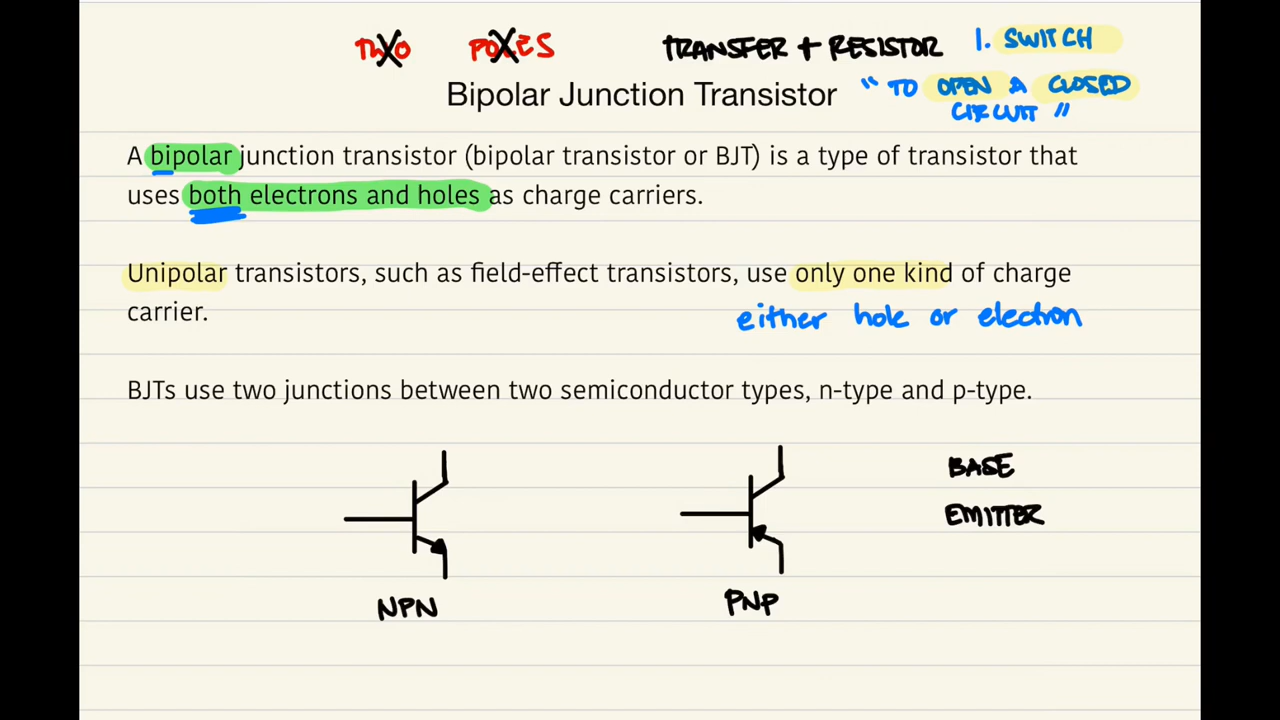 TWO POLES TRANSFER + RESISTOR 1. SWITCH
Bipolar Junction Transistor "TO OPEN A CLOSED
CIRCUIT"
A bipolar junction transistor (bipolar transistor or BJT) is a type of transistor that
uses both electrons and holes as charge carriers.
Unipolar transistors, such as field-effect transistors, use only one kind of charge
carrier.
either hole or electron
BJTs use two junctions between two semiconductor types, n-type and p-type.
BASE
EMITTER
NPN PNP